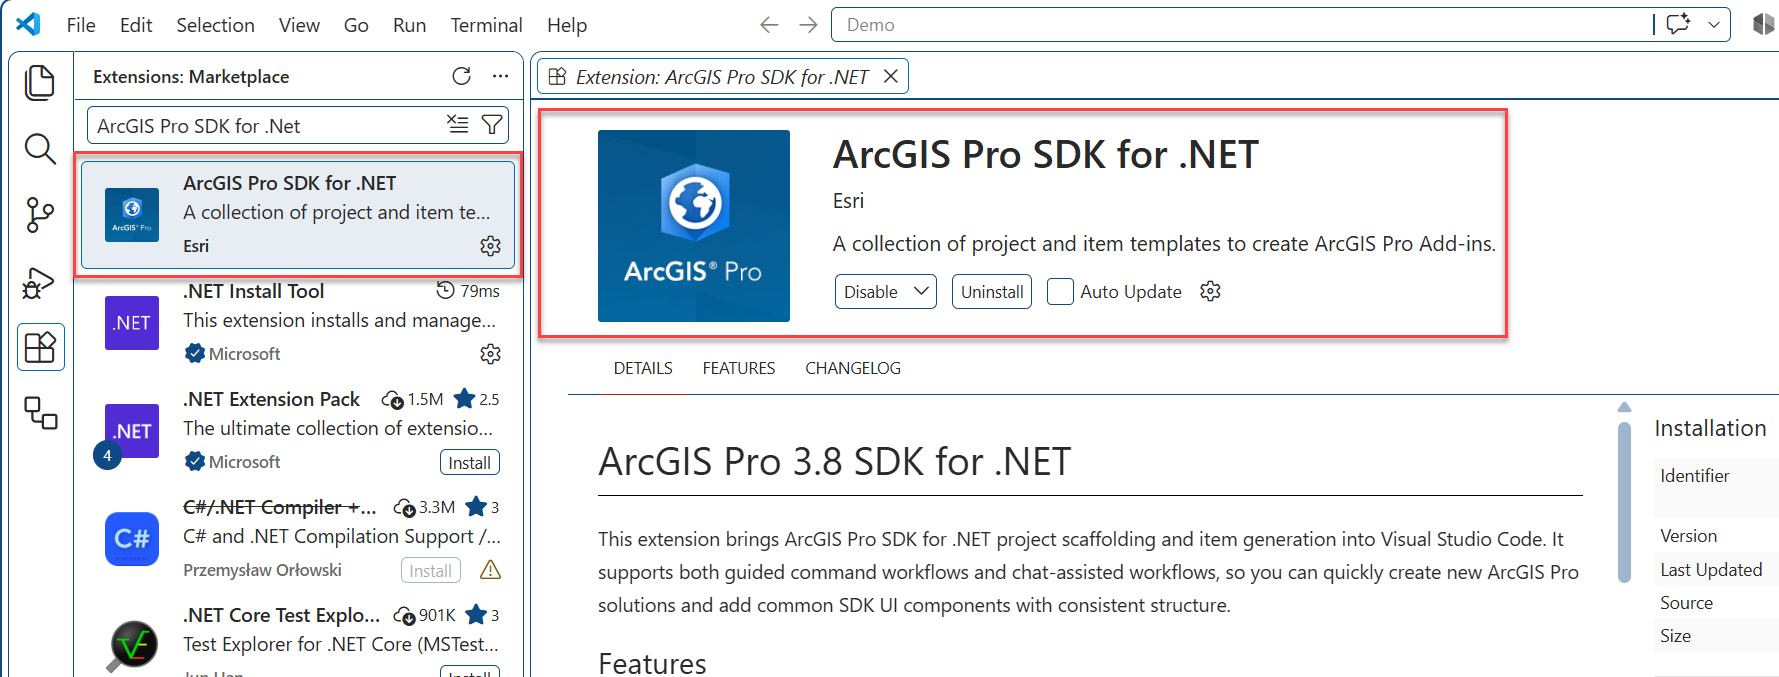 File Edit Selection View Go Run Terminal Help
Demo
Extensions: Marketplace
ArcGIS Pro SDK for .Net
ArcGIS Pro SDK for .NET
A collection of project and item te...
Esri
ArcGIS® Pro
.NET Install Tool 79ms
This extension installs and manage...
Microsoft
.NET
.NET Extension Pack 1.5M 2.5
The ultimate collection of extensio...
Microsoft Install
.NET
4
C#/.NET Compiler +... 3.3M 3
C# and .NET Compilation Support /...
Przemysław Orłowski Install
C#
.NET Core Test Explo... 901K 3
Test Explorer for .NET Core (MSTest...
Install
Extension: ArcGIS Pro SDK for .NET
ArcGIS® Pro
ArcGIS Pro SDK for .NET
Esri
A collection of project and item templates to create ArcGIS Pro Add-ins.
Disable Uninstall Auto Update
DETAILS FEATURES CHANGELOG
ArcGIS Pro 3.8 SDK for .NET
This extension brings ArcGIS Pro SDK for .NET project scaffolding and item generation into Visual Studio Code. It
supports both guided command workflows and chat-assisted workflows, so you can quickly create new ArcGIS Pro
solutions and add common SDK UI components with consistent structure.
Features
Installation
Identifier
Version
Last Updated
Source
Size